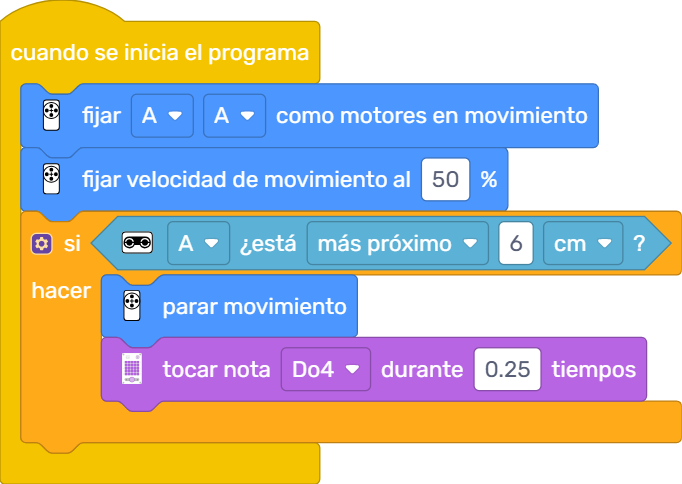 cuando se inicia el programa
fijar A A como motores en movimiento
fijar velocidad de movimiento al 50 %
si A ¿está más próximo 6 cm ?
hacer
parar movimiento
tocar nota Do4 durante 0.25 tiempos